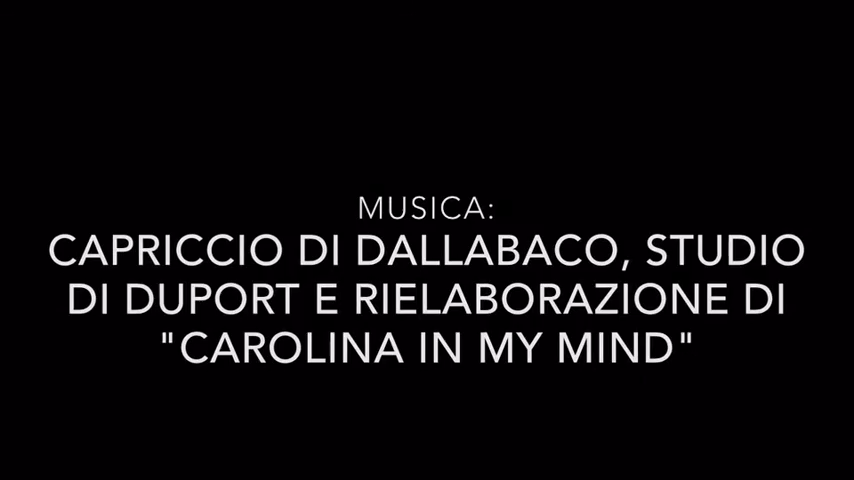 MUSICA:
CAPRICCIO DI DALLABACO, STUDIO
DI DUPORT E RIELABORAZIONE DI
"CAROLINA IN MY MIND"